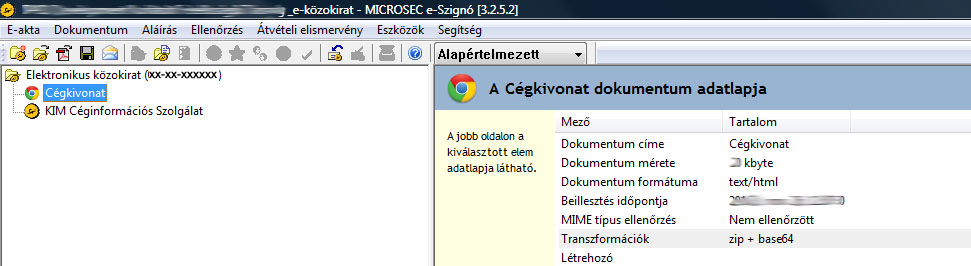 _e-közokirat - MICROSEC e-Szignó [3.2.5.2]
E-akta Dokumentum Aláírás Ellenőrzés Átvételi elismervény Eszközök Segítség
Alapértelmezett
Elektronikus közokirat (xx-xx-xxxxxx)
Cégkivonat
KIM Céginformációs Szolgálat
A Cégkivonat dokumentum adatlapja
A jobb oldalon a
kiválasztott elem
adatlapja látható.
Mező Tartalom
Dokumentum címe Cégkivonat
Dokumentum mérete kbyte
Dokumentum formátuma text/html
Beillesztés időpontja
MIME típus ellenőrzés Nem ellenőrzött
Transzformációk zip + base64
Létrehozó